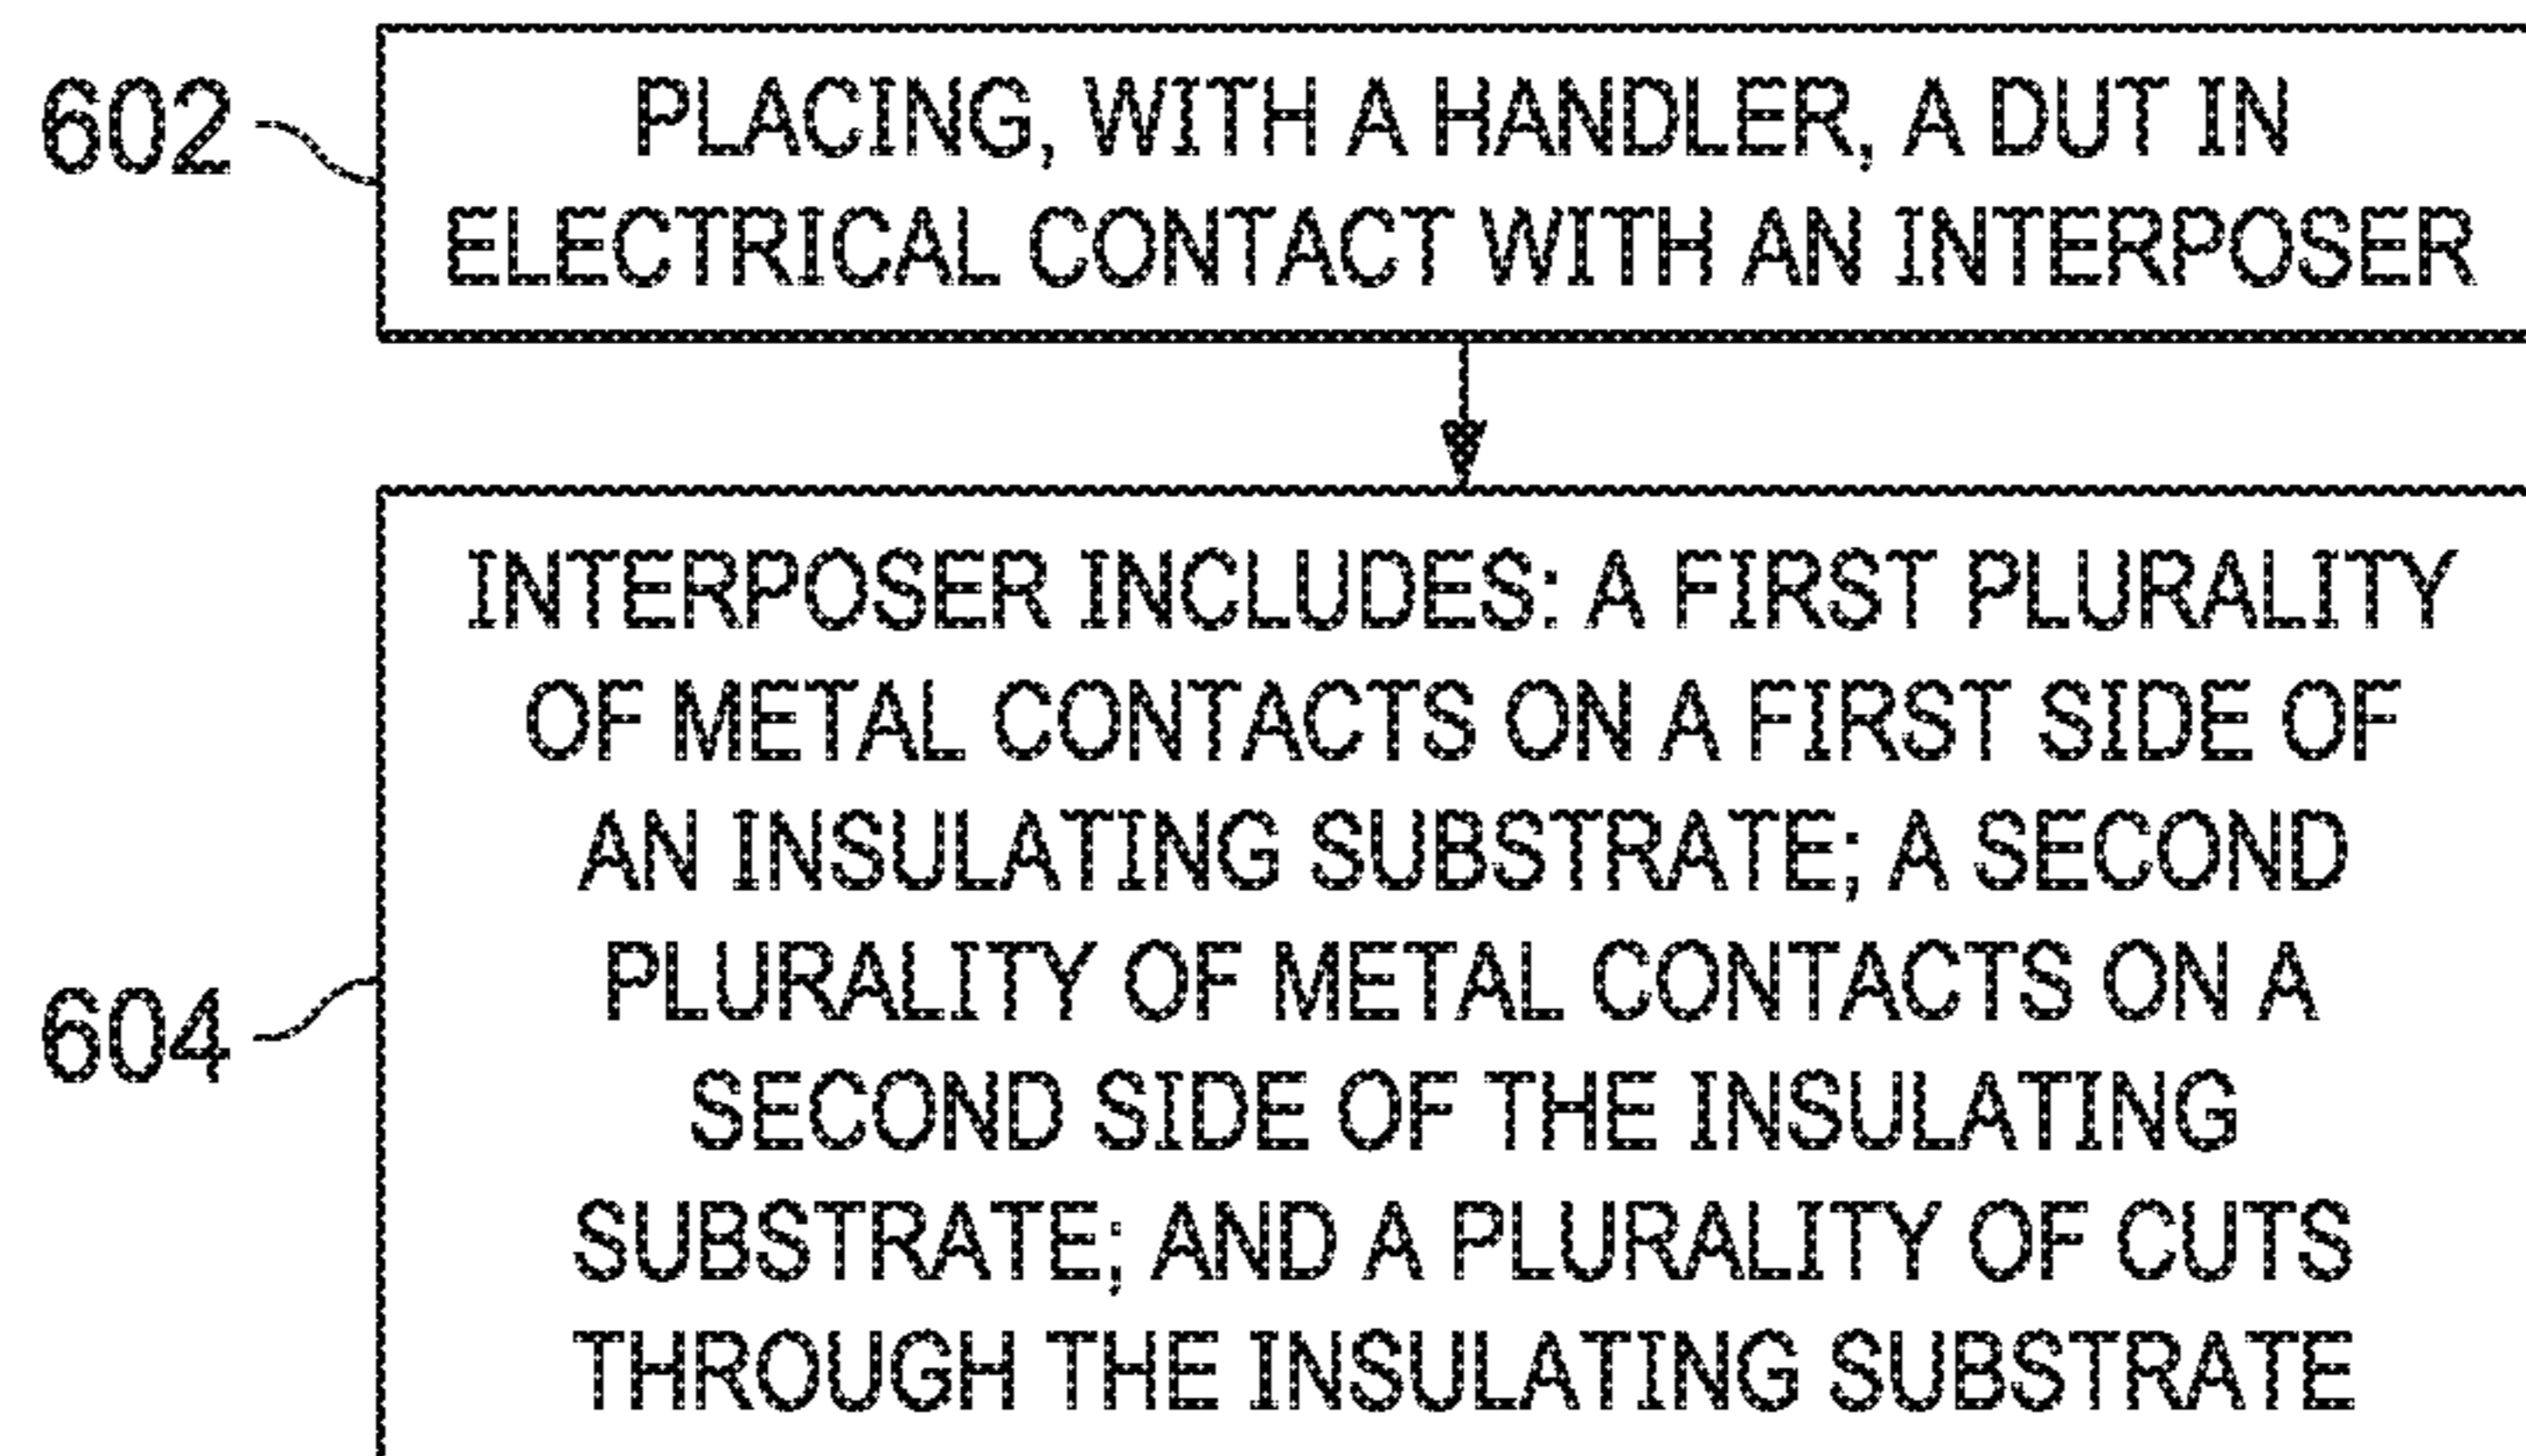 602
PLACING, WITH A HANDLER, A DUT IN
ELECTRICAL CONTACT WITH AN INTERPOSER
604
INTERPOSER INCLUDES: A FIRST PLURALITY
OF METAL CONTACTS ON A FIRST SIDE OF
AN INSULATING SUBSTRATE; A SECOND
PLURALITY OF METAL CONTACTS ON A
SECOND SIDE OF THE INSULATING
SUBSTRATE; AND A PLURALITY OF CUTS
THROUGH THE INSULATING SUBSTRATE